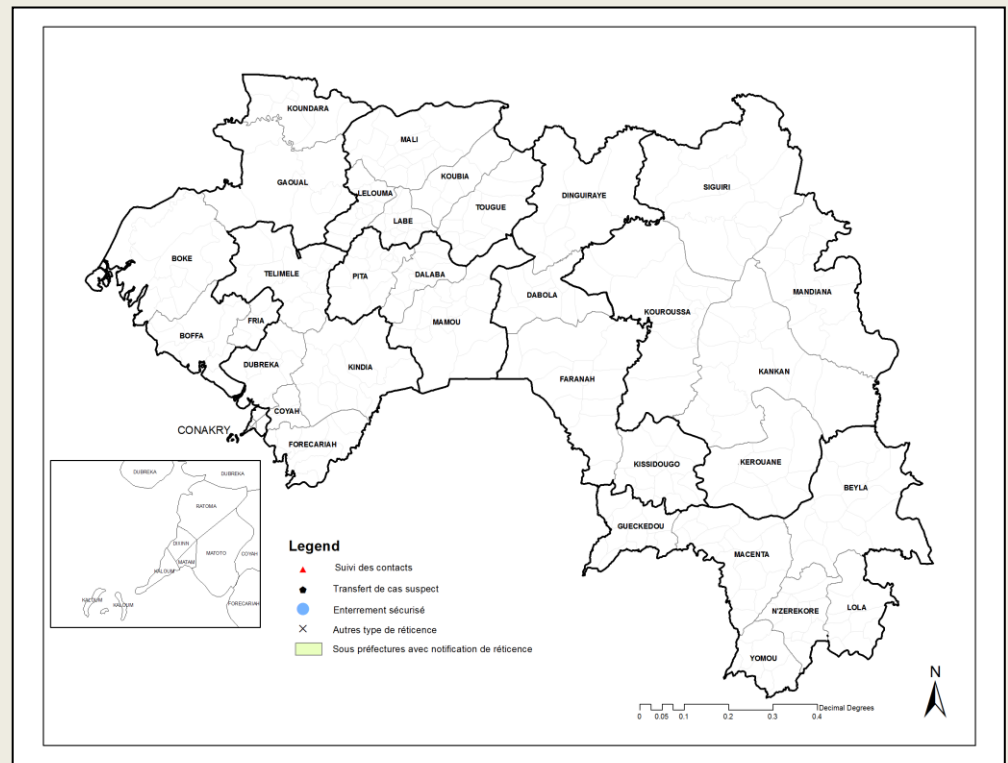 KOUNDARA
MALI
GAOUAL
KOUBIA
LELOUMA
LABE
TOUGUE
DINGUIRAYE
SIGUIRI
BOKE
TELIMELE
PITA
DALABA
DABOLA
MANDIANA
BOFFA
FRIA
MAMOU
KOUROUSSA
DUBREKA
KINDIA
FARANAH
KANKAN
COYAH
CONAKRY
FORECARIAH
KISSIDOUGO
KEROUANE
BEYLA
GUECKEDOU
MACENTA
N'ZEREKORE
LOLA
YOMOU
DUBREKA
DUBREKA
RATOMA
DIXINN
MATOTO
COYAH
MATAM
KALOUM
KALOUM
KALOUM
FORECARIAH
Legend
Suivi des contacts
Transfert de cas suspect
Enterrement sécurisé
Autres type de réticence
Sous préfectures avec notification de réticence
N
Decimal Degrees
0 0.05 0.1 0.2 0.3 0.4